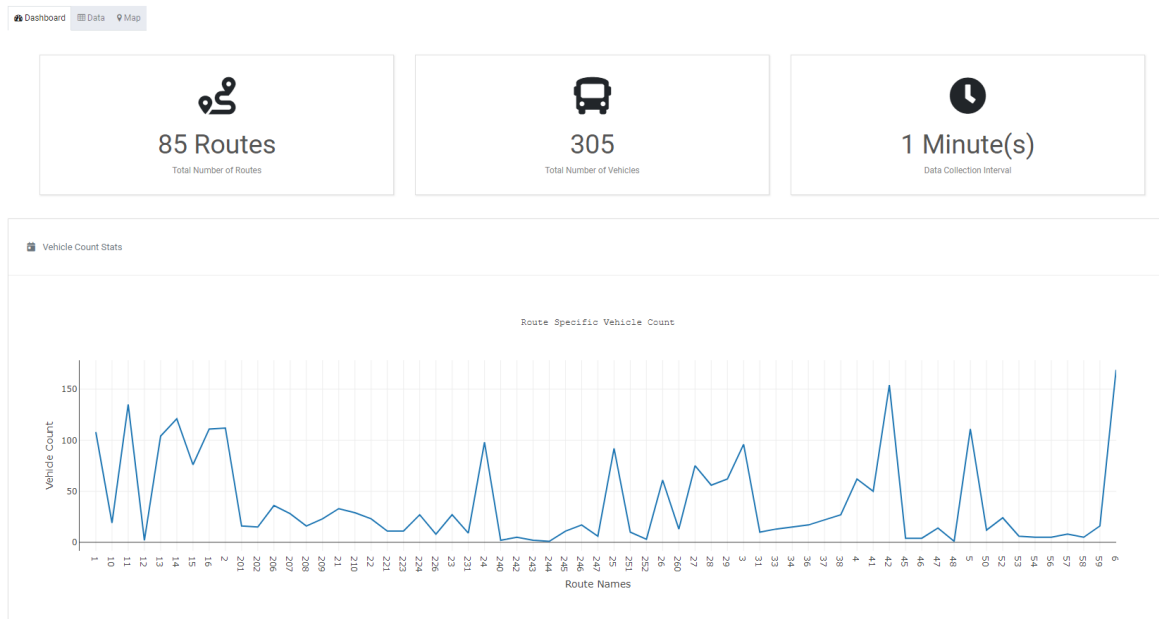 Dashboard Data Map
85 Routes
Total Number of Routes
305
Total Number of Vehicles
1 Minute(s)
Data Collection Interval
Vehicle Count Stats
Route Specific Vehicle Count
150
100
50
0
Vehicle Count
1 10 11 12 13 14 15 16 2 201 202 206 207 208 209 21 210 22 221 223 224 226 23 231 24 240 242 243 244 245 246 247 25 251 252 26 260 27 28 29 3 31 33 34 36 37 38 4 41 42 45 46 47 48 5 50 52 53 54 56 57 58 59 6
Route Names